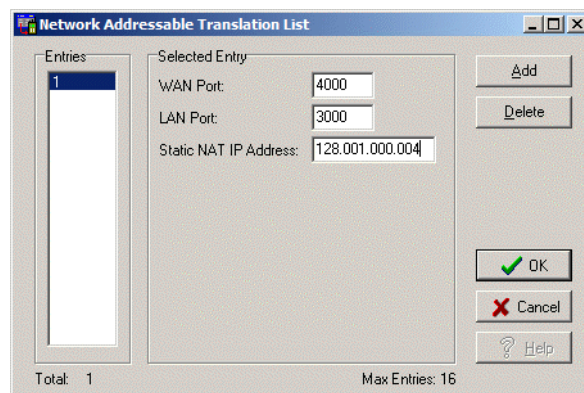 Network Addressable Translation List
Entries
1
Selected Entry
WAN Port: 4000
LAN Port: 3000
Static NAT IP Address: 128.001.000.004
Add
Delete
OK
Cancel
Help
Total: 1
Max Entries: 16